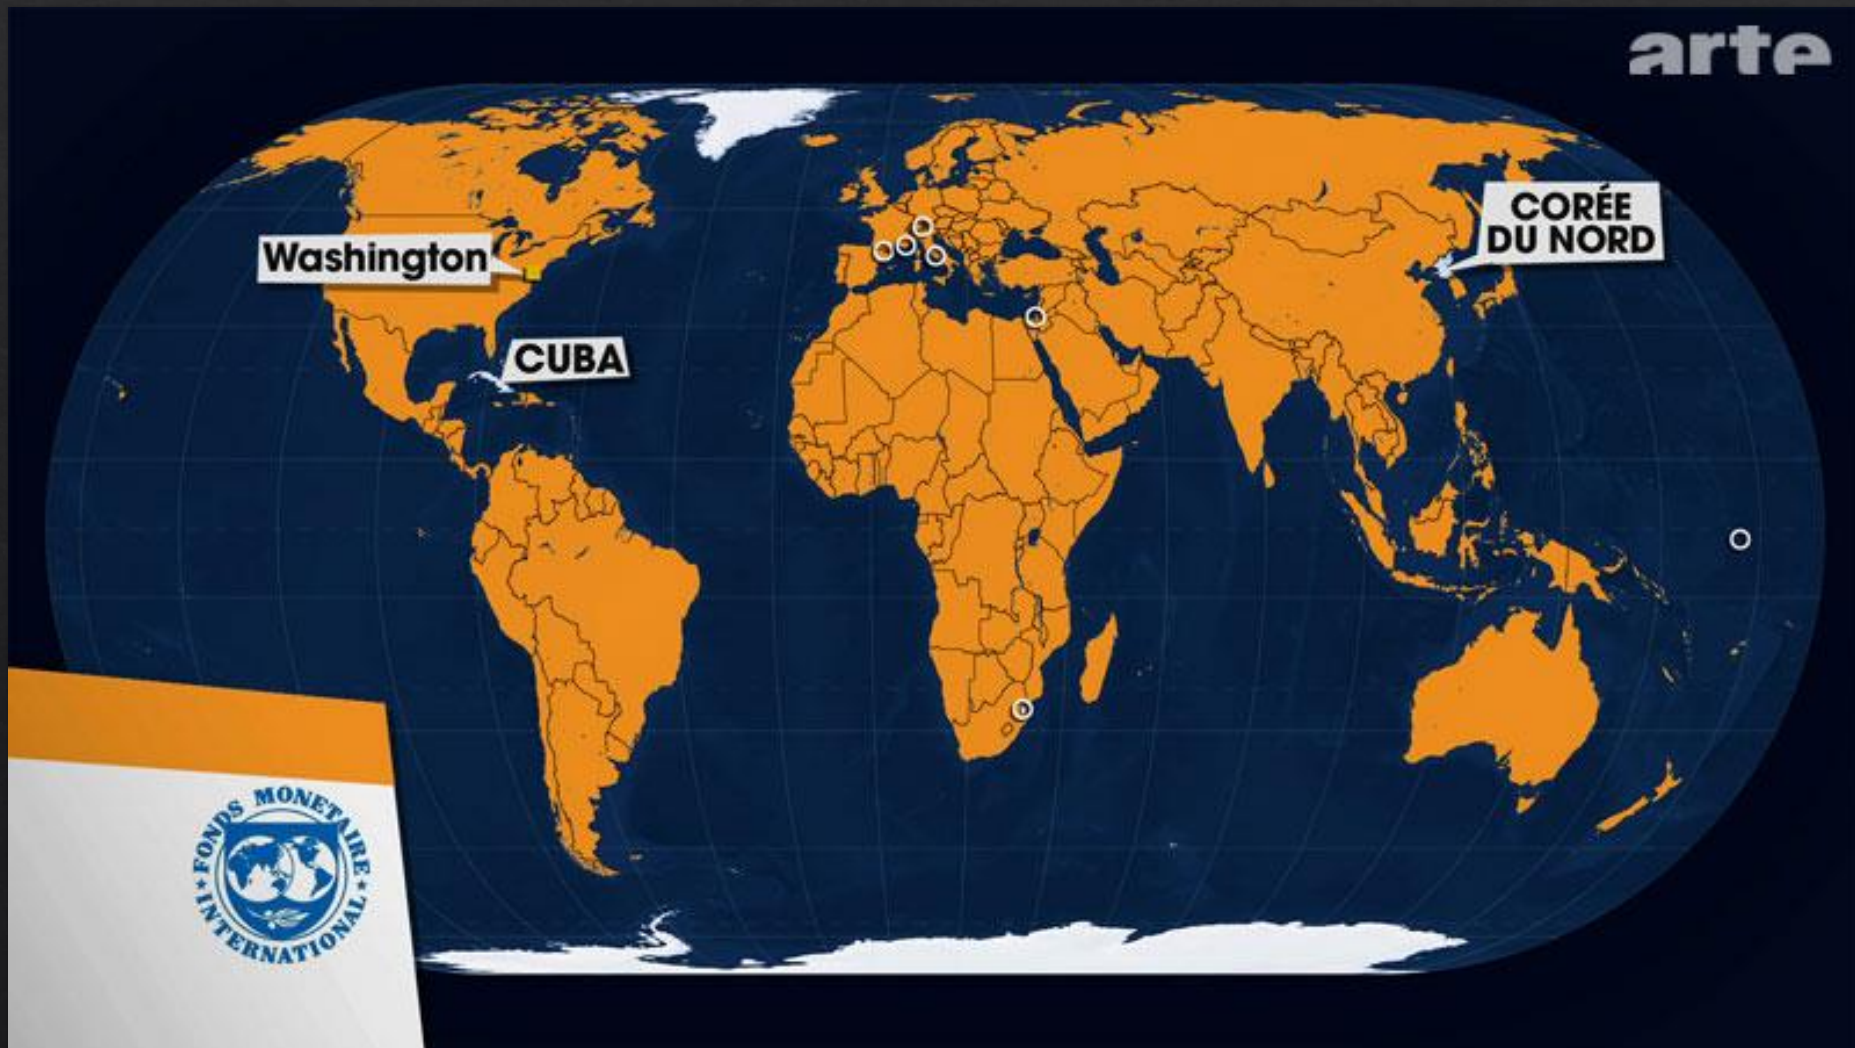 arte
CORÉE
DU NORD
Washington
CUBA
FONDS MONETAIRE
INTERNATIONAL